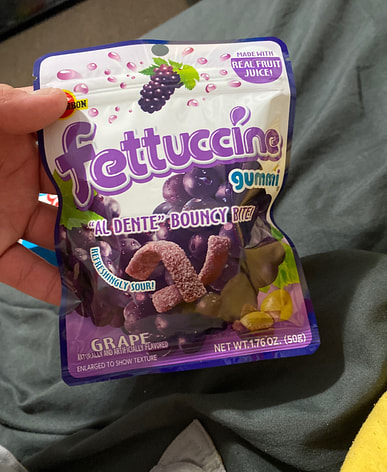 MADE WITH
REAL FRUIT
JUICE!
fettuccine
gummi
"AL DENTE" BOUNCY BITE!
REFRESHINGLY SOUR!
GRAPE
NATURALLY AND ARTIFICIALLY FLAVORED
ENLARGED TO SHOW TEXTURE
NET WT.1.76 OZ. (50g)